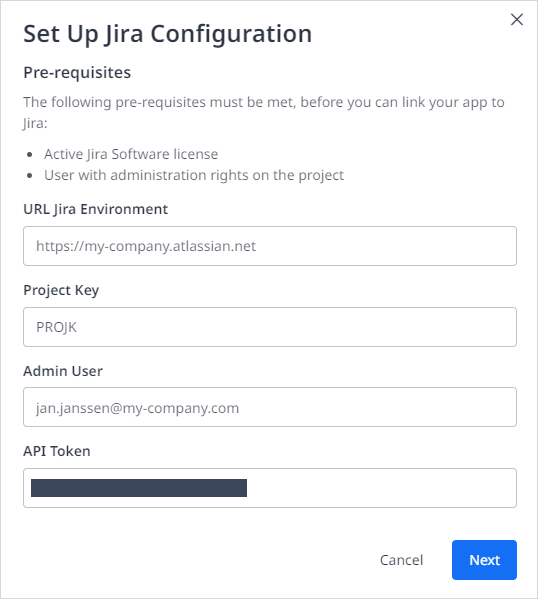 Set Up Jira Configuration
Pre-requisites
The following pre-requisites must be met, before you can link your app to
Jira:
• Active Jira Software license
• User with administration rights on the project
URL Jira Environment
https://my-company.atlassian.net
Project Key
PROJK
Admin User
jan.janssen@my-company.com
API Token
Cancel
Next